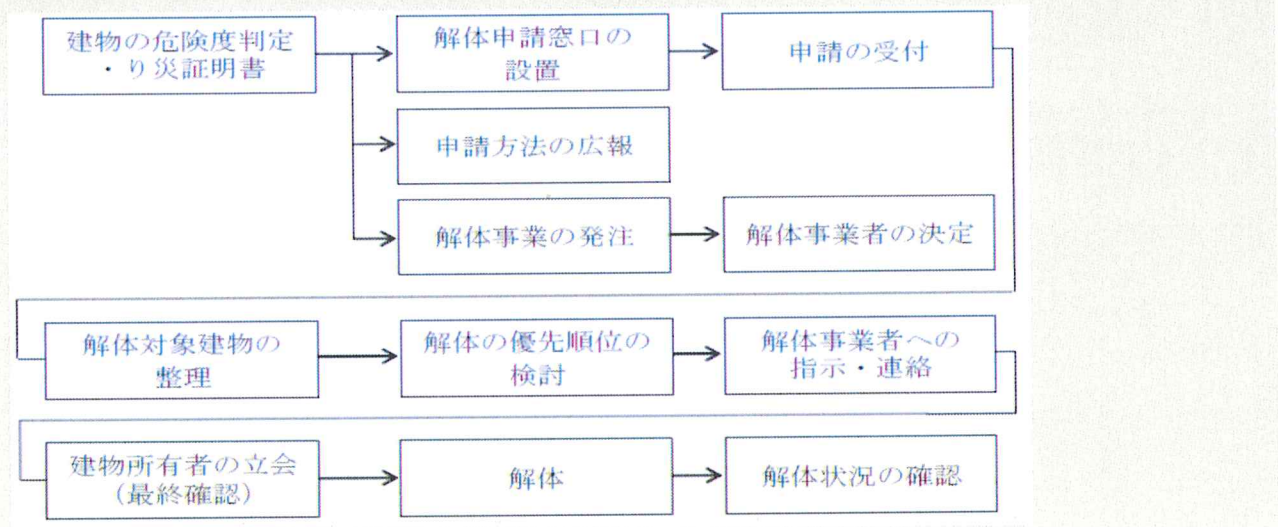 建物の危険度判定
・り災証明書
解体申請窓口の
設置
申請の受付
申請方法の広報
解体事業の発注
解体事業者の決定
解体対象建物の
整理
解体の優先順位の
検討
解体事業者への
指示・連絡
建物所有者の立会
(最終確認)
解体
解体状況の確認